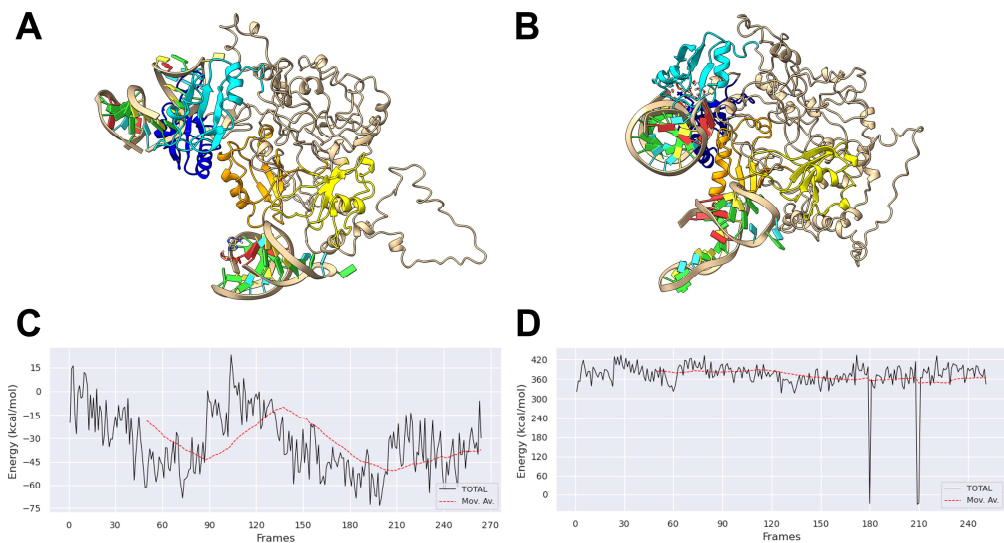 A
B
C
D
15
0
-15
-30
-45
-60
-75
Energy (kcal/mol)
TOTAL
Mov. Av.
0 30 60 90 120 150 180 210 240 270
Frames
420
360
300
240
180
120
60
0
Energy (kcal/mol)
TOTAL
Mov. Av.
0 30 60 90 120 150 180 210 240
Frames